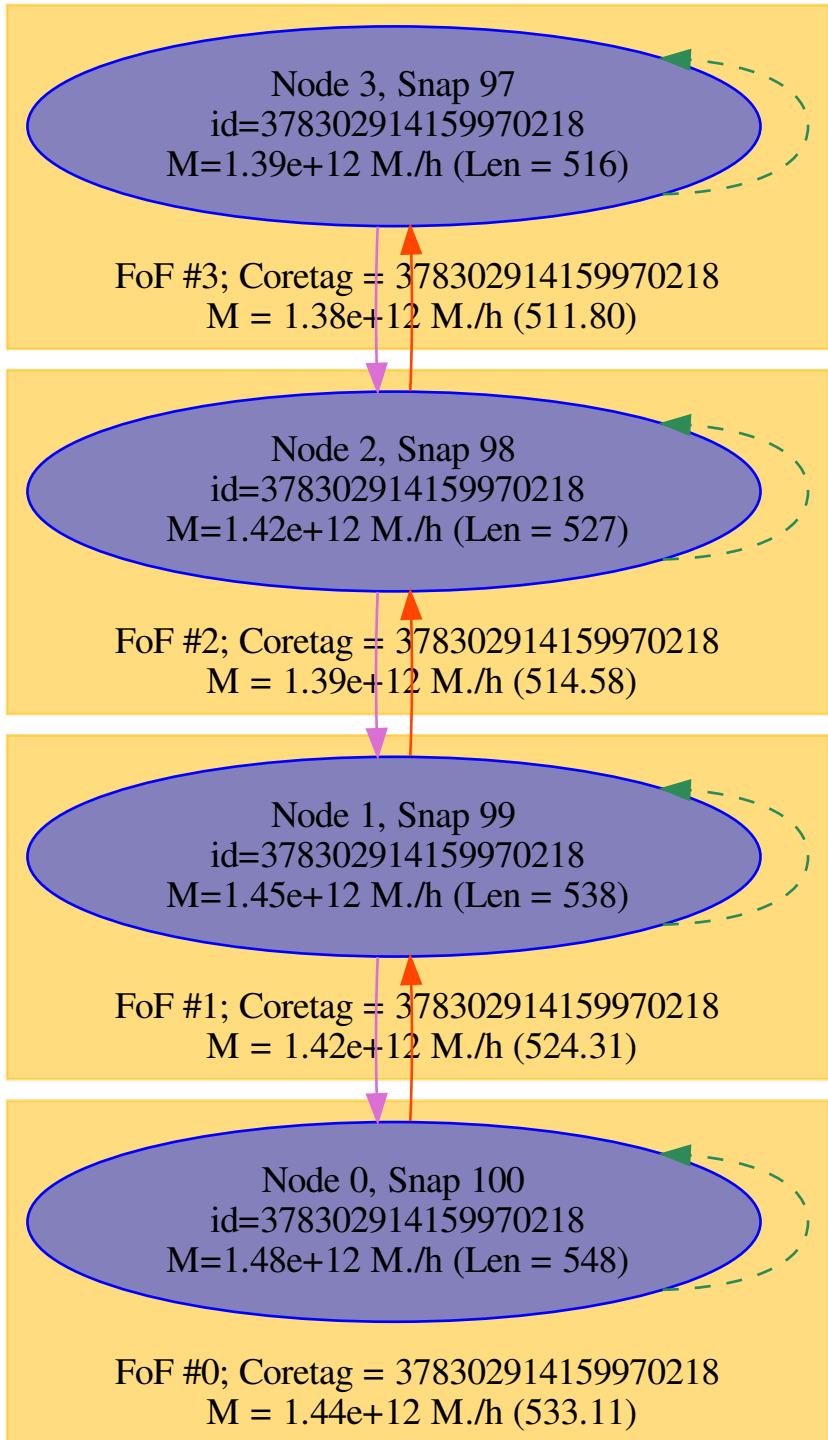 Node 3, Snap 97
id=378302914159970218
M=1.39e+12 M./h (Len = 516)
FoF #3; Coretag = 378302914159970218
M = 1.38e+12 M./h (511.80)
Node 2, Snap 98
id=378302914159970218
M=1.42e+12 M./h (Len = 527)
FoF #2; Coretag = 378302914159970218
M = 1.39e+12 M./h (514.58)
Node 1, Snap 99
id=378302914159970218
M=1.45e+12 M./h (Len = 538)
FoF #1; Coretag = 378302914159970218
M = 1.42e+12 M./h (524.31)
Node 0, Snap 100
id=378302914159970218
M=1.48e+12 M./h (Len = 548)
FoF #0; Coretag = 378302914159970218
M = 1.44e+12 M./h (533.11)